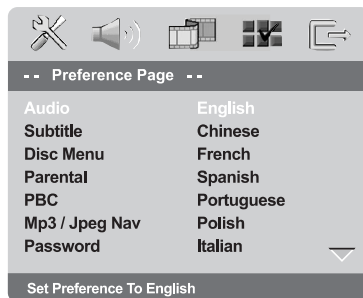 -- Preference Page --
Audio English
Subtitle Chinese
Disc Menu French
Parental Spanish
PBC Portuguese
Mp3 / Jpeg Nav Polish
Password Italian
Set Preference To English